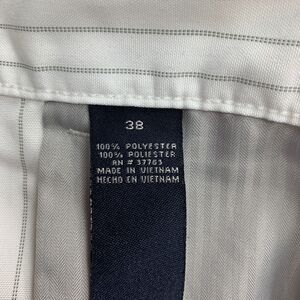 38
100% POLYESTER
100% POLIESTER
RN # 37763
MADE IN VIETNAM
HECHO EN VIETNAM